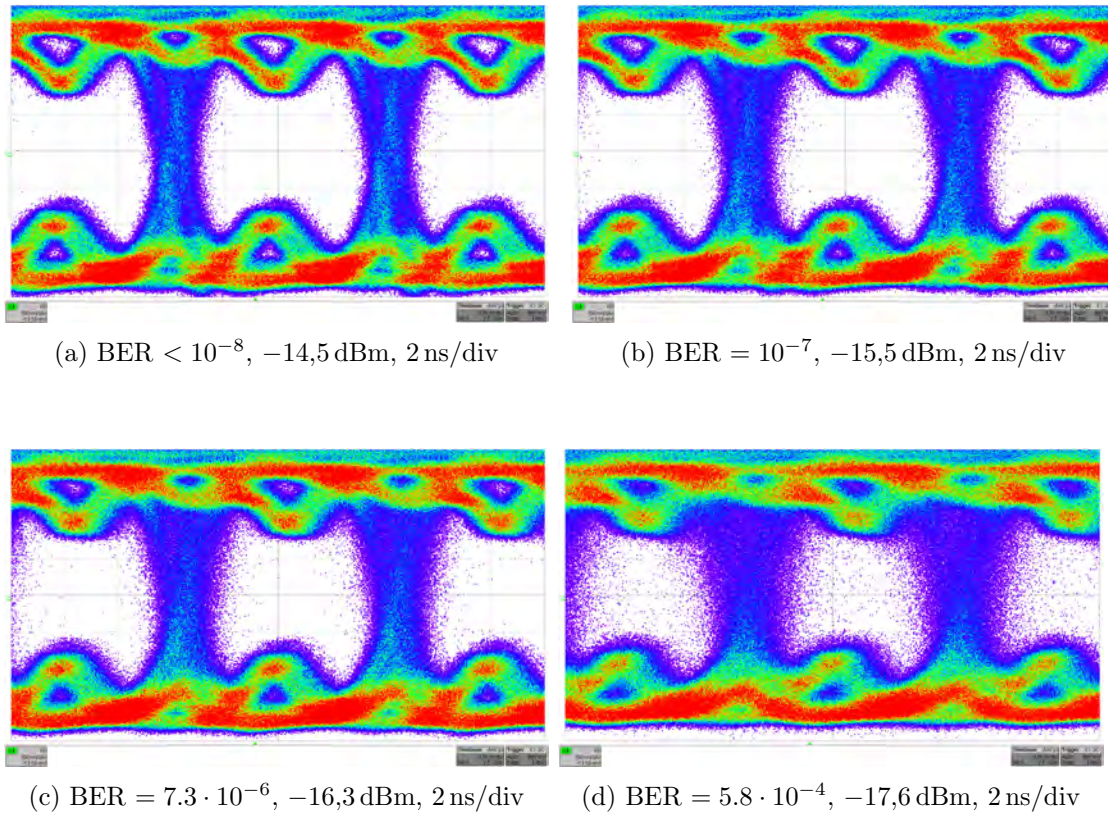 (a) BER < 10⁻⁸, −14,5 dBm, 2 ns/div
(b) BER = 10⁻⁷, −15,5 dBm, 2 ns/div
(c) BER = 7.3 · 10⁻⁶, −16,3 dBm, 2 ns/div
(d) BER = 5.8 · 10⁻⁴, −17,6 dBm, 2 ns/div